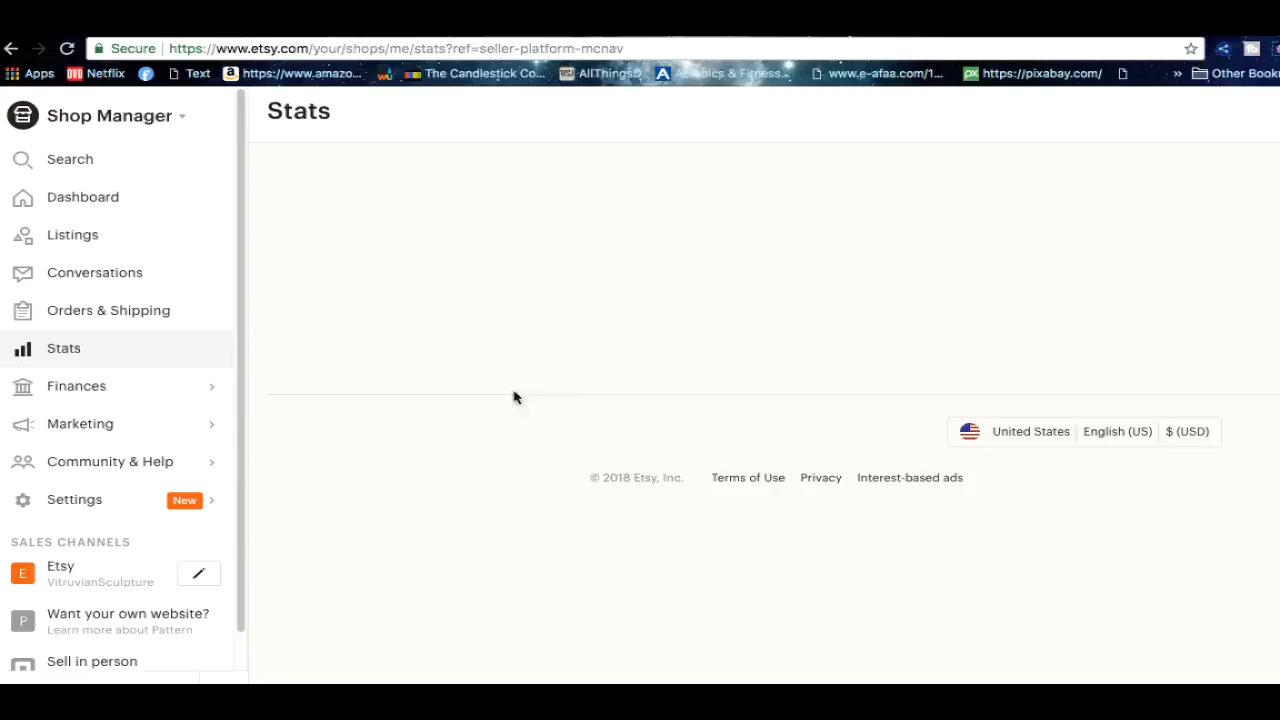 Secure https://www.etsy.com/your/shops/me/stats?ref=seller-platform-mcnav
Apps Netflix Text https://www.amazo... The Candlestick Co... AllThingsD Aerobics & Fitness... www.e-afaa.com/1... https://pixabay.com/ » Other Bookr
Shop Manager
Stats
Search
Dashboard
Listings
Conversations
Orders & Shipping
Stats
Finances
Marketing
Community & Help
Settings New
United States English (US) $ (USD)
© 2018 Etsy, Inc. Terms of Use Privacy Interest-based ads
SALES CHANNELS
E Etsy
VitruvianSculpture
P Want your own website?
Learn more about Pattern
Sell in person